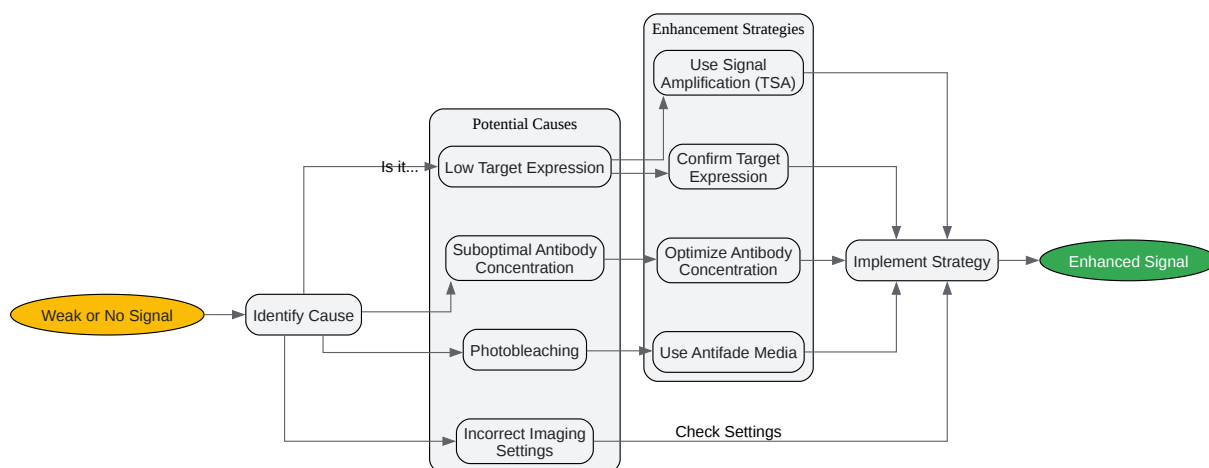 Enhancement Strategies
Use Signal
Amplification (TSA)
Potential Causes
Is it...
Low Target Expression
Confirm Target
Expression
Suboptimal Antibody
Concentration
Optimize Antibody
Concentration
Implement Strategy
Enhanced Signal
Weak or No Signal
Identify Cause
Photobleaching
Use Antifade Media
Incorrect Imaging
Settings
Check Settings